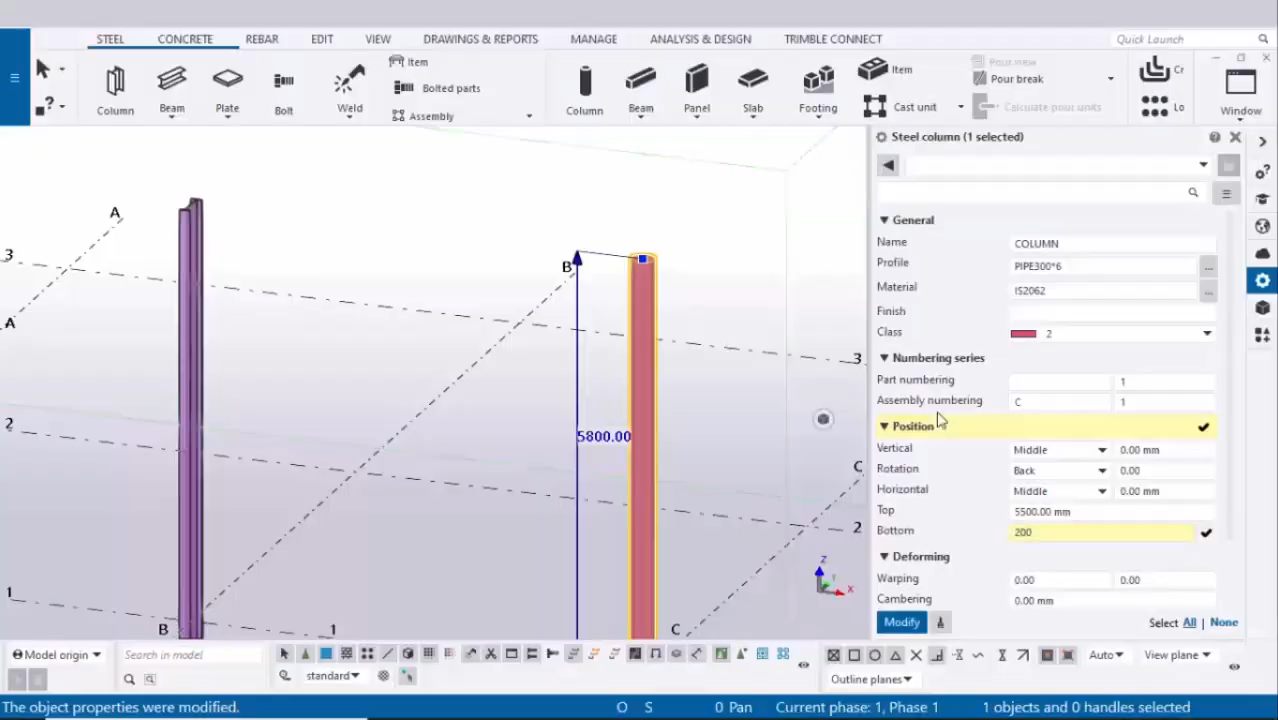 STEEL CONCRETE REBAR EDIT VIEW DRAWINGS & REPORTS MANAGE ANALYSIS & DESIGN TRIMBLE CONNECT Quick Launch
Item Item Pour view Cr
Bolted parts Pour break
Column Beam Plate Bolt Weld Assembly Column Beam Panel Slab Footing Cast unit Calculate pour units Lo Window
Steel column (1 selected)
General
Name COLUMN
Profile PIPE300*6 ...
Material IS2062 ...
Finish
Class 2
Numbering series
Part numbering 1
Assembly numbering C 1
Position
Vertical Middle 0.00 mm
Rotation Back 0.00
Horizontal Middle 0.00 mm
Top 5500.00 mm
Bottom 200
Deforming
Warping 0.00 0.00
Cambering 0.00 mm
Modify Select All | None
A
3
B
A
3
5800.00
2
C
2
Z
Y
X
1
B 1 C
Model origin Search in model Auto View plane
standard Outline planes
The object properties were modified. O S 0 Pan Current phase: 1, Phase 1 1 objects and 0 handles selected